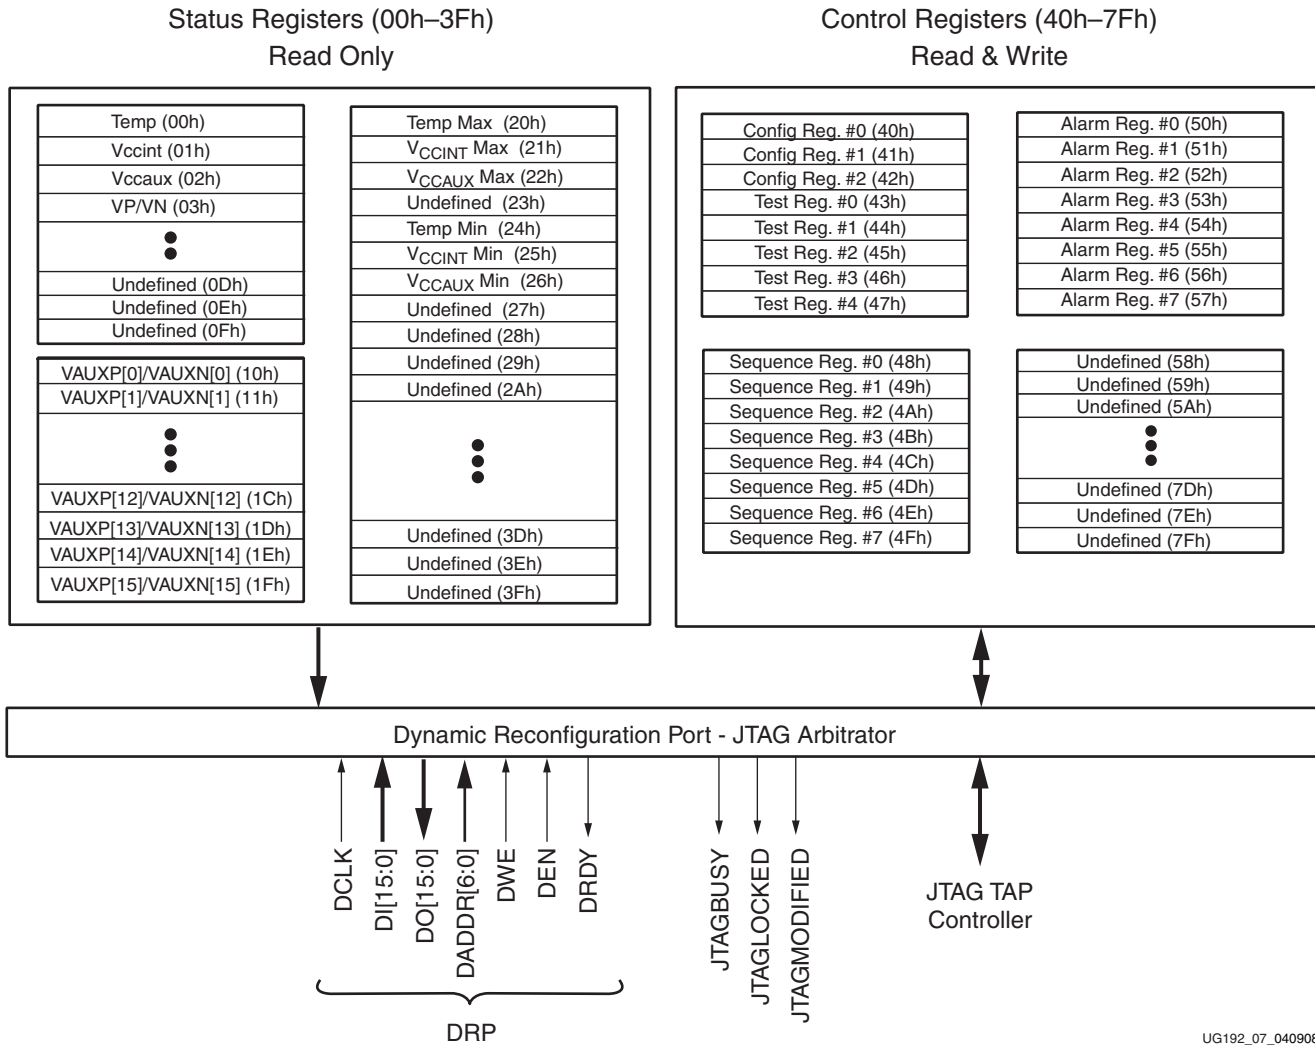 Status Registers (00h–3Fh)
Read Only
Control Registers (40h–7Fh)
Read & Write
Temp (00h)
Vccint (01h)
Vccaux (02h)
VP/VN (03h)
Undefined (0Dh)
Undefined (0Eh)
Undefined (0Fh)
VAUXP[0]/VAUXN[0] (10h)
VAUXP[1]/VAUXN[1] (11h)
VAUXP[12]/VAUXN[12] (1Ch)
VAUXP[13]/VAUXN[13] (1Dh)
VAUXP[14]/VAUXN[14] (1Eh)
VAUXP[15]/VAUXN[15] (1Fh)
Temp Max (20h)
VCCINT Max (21h)
VCCAUX Max (22h)
Undefined (23h)
Temp Min (24h)
VCCINT Min (25h)
VCCAUX Min (26h)
Undefined (27h)
Undefined (28h)
Undefined (29h)
Undefined (2Ah)
Undefined (3Dh)
Undefined (3Eh)
Undefined (3Fh)
Config Reg. #0 (40h)
Config Reg. #1 (41h)
Config Reg. #2 (42h)
Test Reg. #0 (43h)
Test Reg. #1 (44h)
Test Reg. #2 (45h)
Test Reg. #3 (46h)
Test Reg. #4 (47h)
Sequence Reg. #0 (48h)
Sequence Reg. #1 (49h)
Sequence Reg. #2 (4Ah)
Sequence Reg. #3 (4Bh)
Sequence Reg. #4 (4Ch)
Sequence Reg. #5 (4Dh)
Sequence Reg. #6 (4Eh)
Sequence Reg. #7 (4Fh)
Alarm Reg. #0 (50h)
Alarm Reg. #1 (51h)
Alarm Reg. #2 (52h)
Alarm Reg. #3 (53h)
Alarm Reg. #4 (54h)
Alarm Reg. #5 (55h)
Alarm Reg. #6 (56h)
Alarm Reg. #7 (57h)
Undefined (58h)
Undefined (59h)
Undefined (5Ah)
Undefined (7Dh)
Undefined (7Eh)
Undefined (7Fh)
Dynamic Reconfiguration Port - JTAG Arbitrator
DCLK
DI[15:0]
DO[15:0]
DADDR[6:0]
DWE
DEN
DRDY
JTAGBUSY
JTAGLOCKED
JTAGMODIFIED
JTAG TAP
Controller
DRP
UG192_07_040908